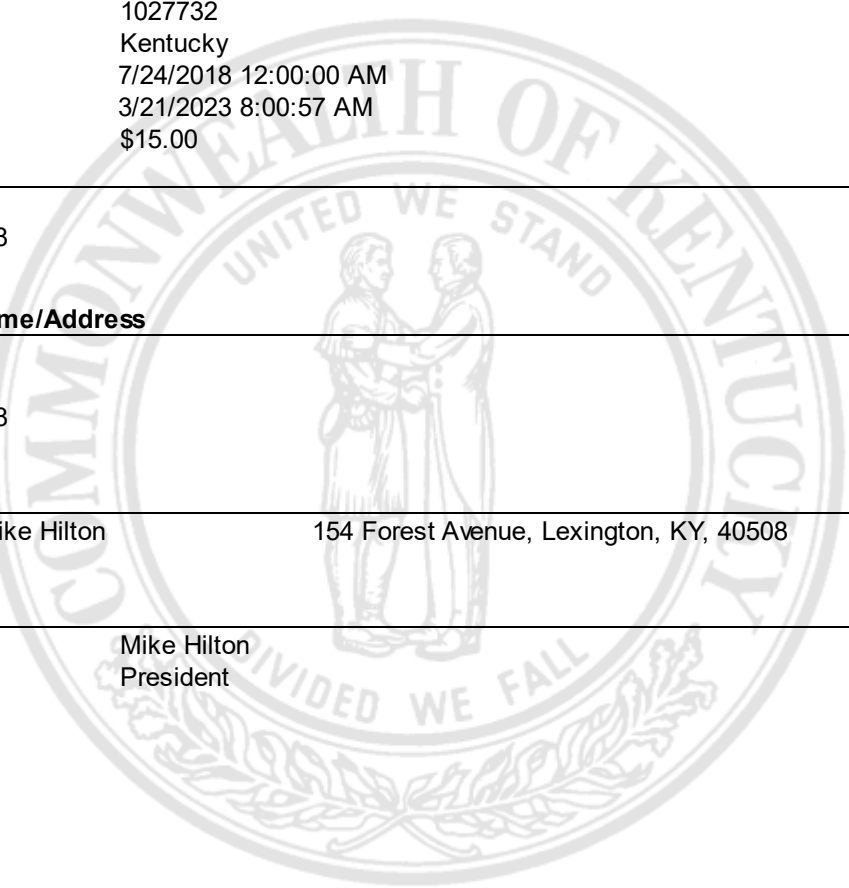 1027732
Kentucky
7/24/2018 12:00:00 AM
3/21/2023 8:00:57 AM
$15.00
COMMONWEALTH OF KENTUCKY
UNITED WE STAND
8
me/Address
8
ike Hilton 154 Forest Avenue, Lexington, KY, 40508
Mike Hilton
President
DIVIDED WE FALL